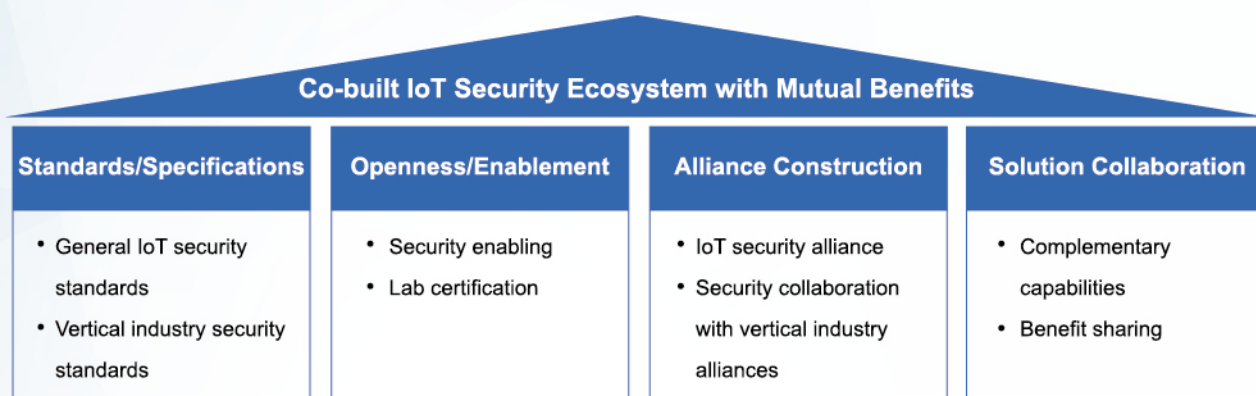 Co-built IoT Security Ecosystem with Mutual Benefits
Standards/Specifications
• General IoT security
standards
• Vertical industry security
standards
Openness/Enablement
• Security enabling
• Lab certification
Alliance Construction
• IoT security alliance
• Security collaboration
with vertical industry
alliances
Solution Collaboration
• Complementary
capabilities
• Benefit sharing